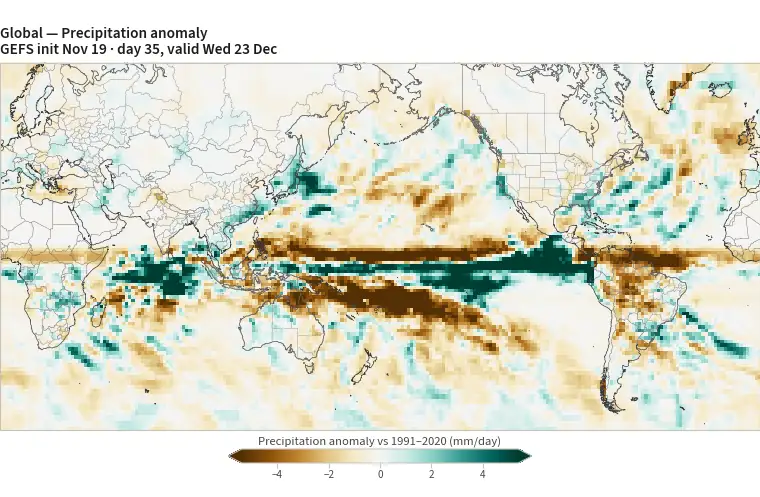 Global — Precipitation anomaly
GEFS init Nov 19 · day 35, valid Wed 23 Dec
Precipitation anomaly vs 1991–2020 (mm/day)
−4 −2 0 2 4